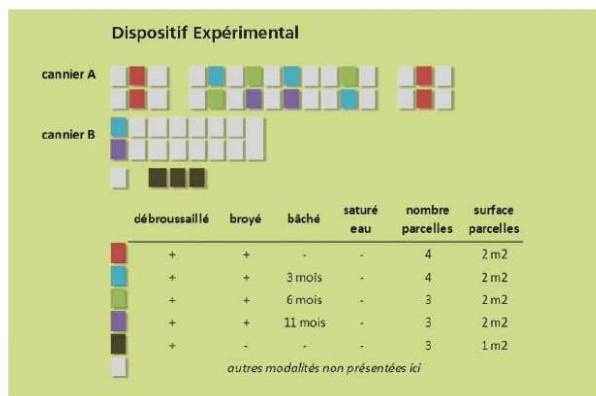 Dispositif Expérimental
cannier A
cannier B
débroussaillé broyé bâché saturé eau nombre parcelles surface parcelles
+ + - - 4 2 m2
+ + 3 mois - 4 2 m2
+ + 6 mois - 3 2 m2
+ + 11 mois - 3 2 m2
+ - - - 3 1 m2
autres modalités non présentées ici